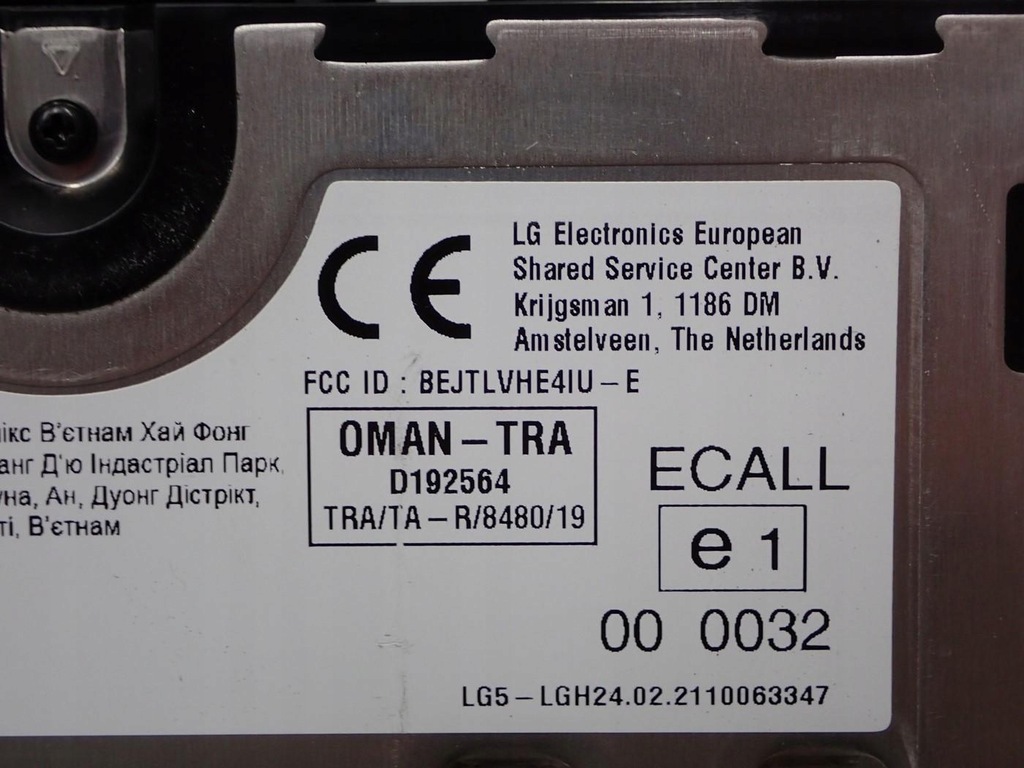 CE
LG Electronics European
Shared Service Center B.V.
Krijgsman 1, 1186 DM
Amstelveen, The Netherlands
FCC ID : BEJTLVHE4IU-E
OMAN-TRA
D192564
TRA/TA-R/8480/19
В'єтнам Хай Фонг
Д'ю Індастріал Парк,
Ан, Дуонг Дістрікт,
В'єтнам
ECALL
e1
00 0032
LG5-LGH24.02.2110063347